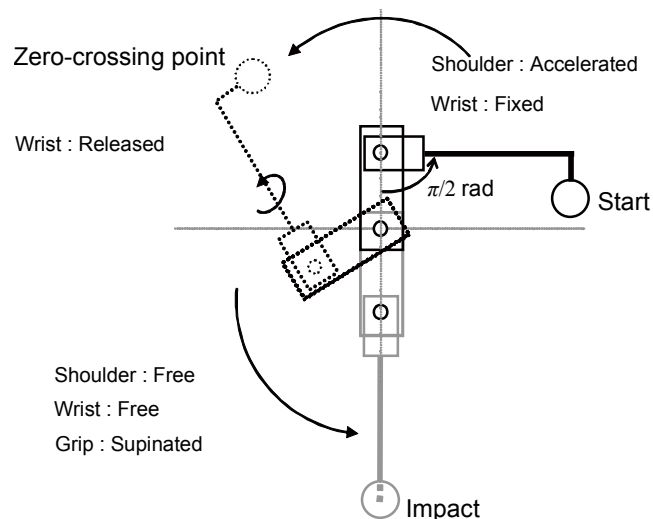 Zero-crossing point
Shoulder : Accelerated
Wrist : Fixed
Wrist : Released
π/2 rad
Start
Shoulder : Free
Wrist : Free
Grip : Supinated
Impact